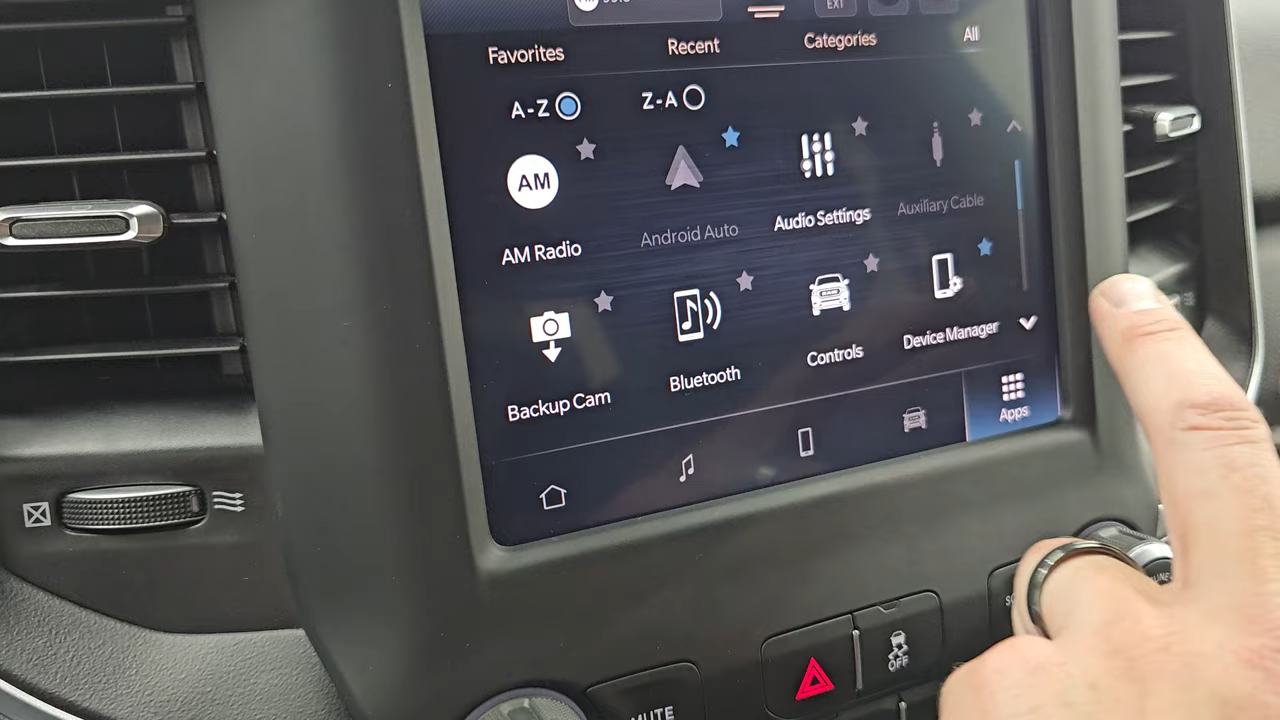 EXT
Favorites
Recent
Categories
All
A-Z
Z-A
AM
AM Radio
Android Auto
Audio Settings
Auxiliary Cable
Backup Cam
Bluetooth
Controls
Device Manager
Apps
OFF
MUTE